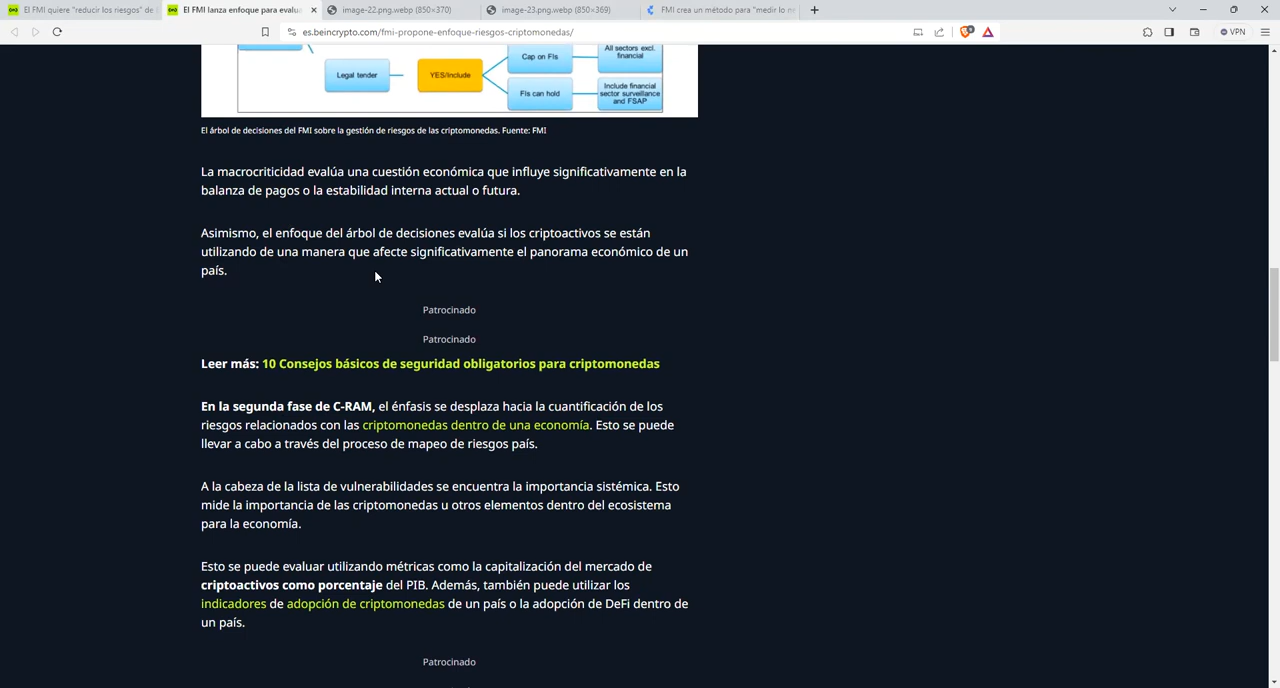 El FMI quiere "reducir los riesgos" de
El FMI lanza enfoque para evalua
image-22.png.webp (850×370)
image-23.png.webp (850×369)
FMI crea un método para "medir lo
es.beincrypto.com/fmi-propone-enfoque-riesgos-criptomonedas/
VPN
Legal tender
YES/Include
Cap on FIs
All sectors excl.
financial
FIs can hold
Include financial
sector surveillance
and FSAP
El árbol de decisiones del FMI sobre la gestión de riesgos de las criptomonedas. Fuente: FMI
La macrocriticidad evalúa una cuestión económica que influye significativamente en la
balanza de pagos o la estabilidad interna actual o futura.
Asimismo, el enfoque del árbol de decisiones evalúa si los criptoactivos se están
utilizando de una manera que afecte significativamente el panorama económico de un
país.
Patrocinado
Patrocinado
Leer más: 10 Consejos básicos de seguridad obligatorios para criptomonedas
En la segunda fase de C-RAM, el énfasis se desplaza hacia la cuantificación de los
riesgos relacionados con las criptomonedas dentro de una economía. Esto se puede
llevar a cabo a través del proceso de mapeo de riesgos país.
A la cabeza de la lista de vulnerabilidades se encuentra la importancia sistémica. Esto
mide la importancia de las criptomonedas u otros elementos dentro del ecosistema
para la economía.
Esto se puede evaluar utilizando métricas como la capitalización del mercado de
criptoactivos como porcentaje del PIB. Además, también puede utilizar los
indicadores de adopción de criptomonedas de un país o la adopción de DeFi dentro de
un país.
Patrocinado